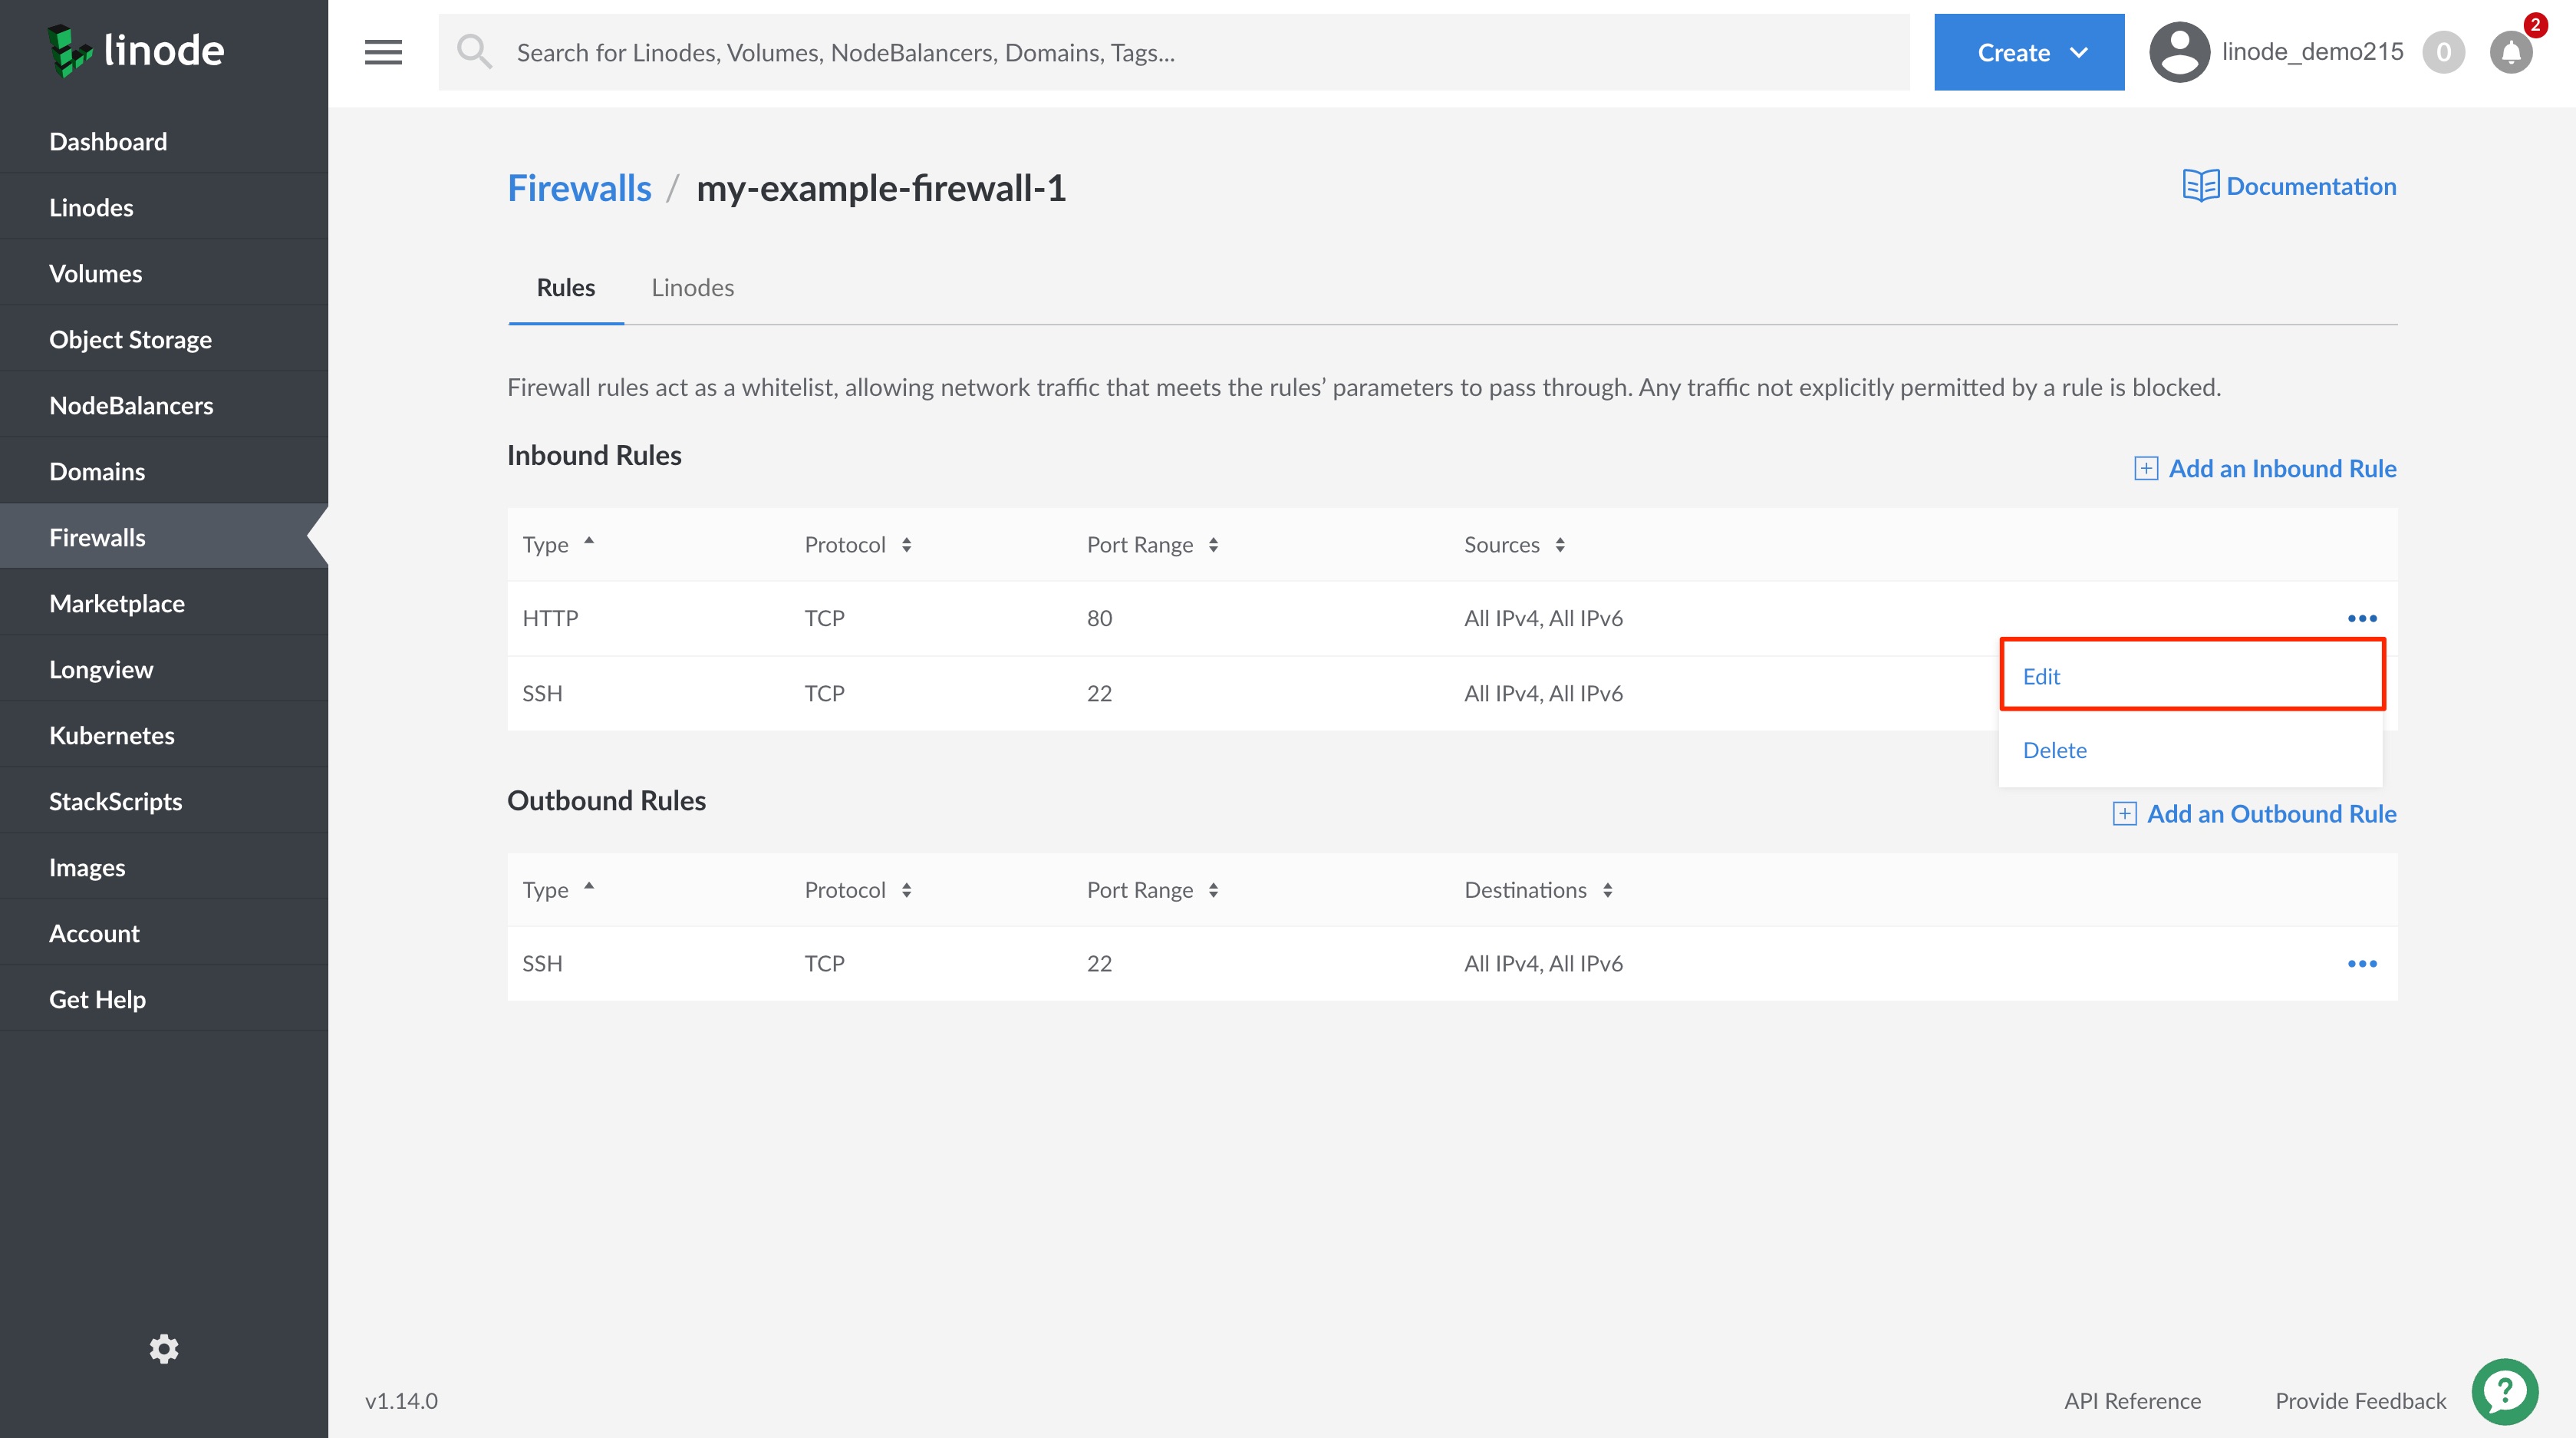 linode
Search for Linodes, Volumes, NodeBalancers, Domains, Tags...
Create
linode_demo215
0
2
Dashboard
Linodes
Volumes
Object Storage
NodeBalancers
Domains
Firewalls
Marketplace
Longview
Kubernetes
StackScripts
Images
Account
Get Help
Firewalls / my-example-firewall-1
Documentation
Rules
Linodes
Firewall rules act as a whitelist, allowing network traffic that meets the rules’ parameters to pass through. Any traffic not explicitly permitted by a rule is blocked.
Inbound Rules
Add an Inbound Rule
Type Protocol Port Range Sources
HTTP TCP 80 All IPv4, All IPv6
SSH TCP 22 All IPv4, All IPv6
Edit
Delete
Outbound Rules
Add an Outbound Rule
Type Protocol Port Range Destinations
SSH TCP 22 All IPv4, All IPv6
v1.14.0
API Reference
Provide Feedback
?